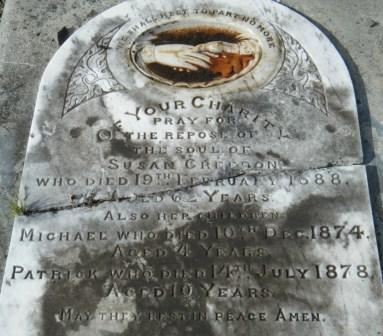 WE SHALL MEET TO PART NO MORE
OF YOUR CHARITY
PRAY FOR
THE REPOSE OF
THE SOUL OF
SUSAN CREEDON
WHO DIED 19TH FEBRUARY 1888.
AGED 62 YEARS.
ALSO HER CHILDREN
MICHAEL WHO DIED 10TH DEC. 1874.
AGED 4 YEARS.
PATRICK WHO DIED 14TH JULY 1878.
AGED 10 YEARS.
MAY THEY REST IN PEACE AMEN.